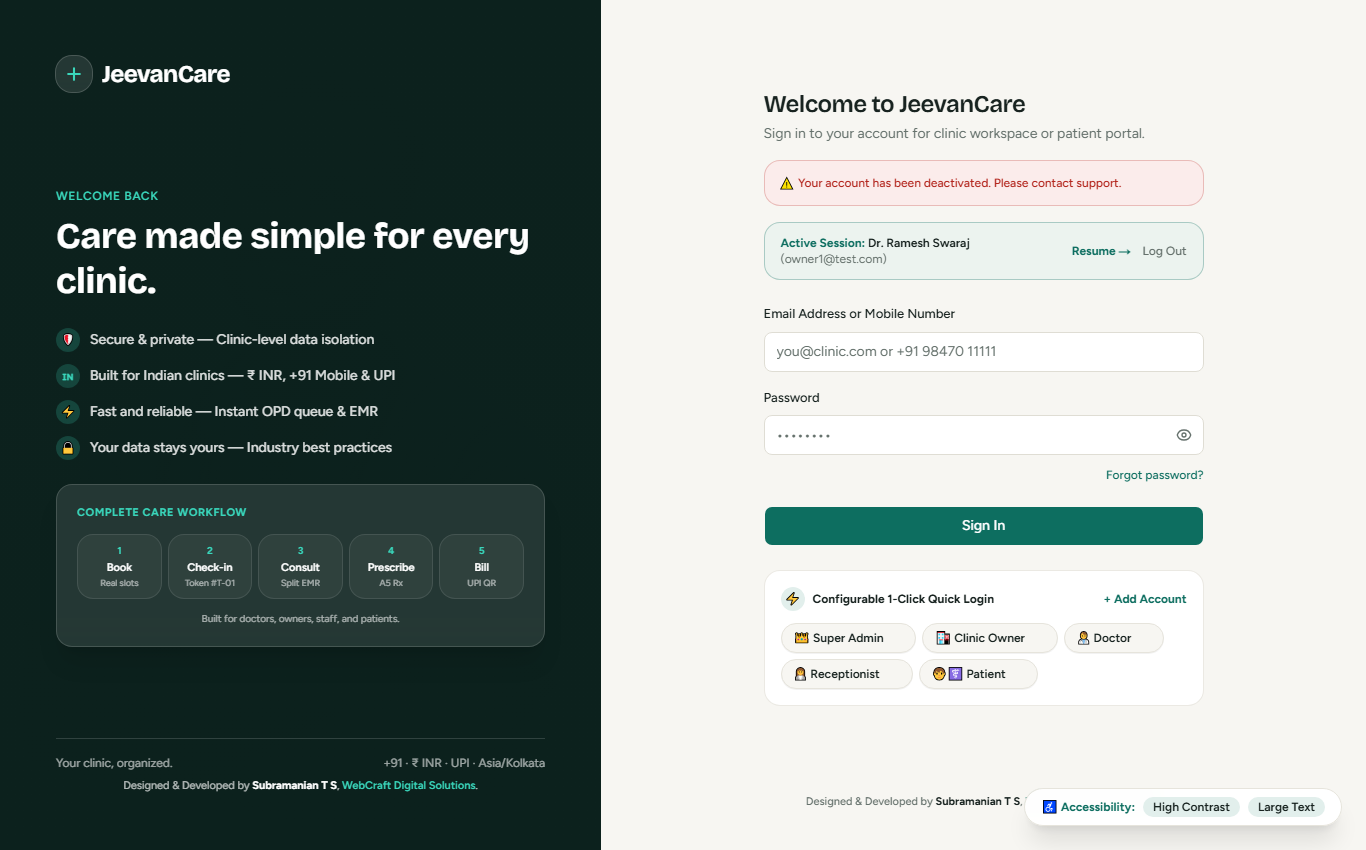 JeevanCare
WELCOME BACK
Care made simple for every
clinic.
Secure & private — Clinic-level data isolation
IN Built for Indian clinics — ₹ INR, +91 Mobile & UPI
Fast and reliable — Instant OPD queue & EMR
Your data stays yours — Industry best practices
COMPLETE CARE WORKFLOW
1 2 3 4 5
Book Check-in Consult Prescribe Bill
Real slots Token #T-01 Split EMR A5 Rx UPI QR
Built for doctors, owners, staff, and patients.
Your clinic, organized. +91 · ₹ INR · UPI · Asia/Kolkata
Designed & Developed by Subramanian T S, WebCraft Digital Solutions.
Welcome to JeevanCare
Sign in to your account for clinic workspace or patient portal.
Your account has been deactivated. Please contact support.
Active Session: Dr. Ramesh Swaraj
(owner1@test.com)
Resume → Log Out
Email Address or Mobile Number
you@clinic.com or +91 98470 11111
Password
••••••••
Forgot password?
Sign In
Configurable 1-Click Quick Login + Add Account
Super Admin Clinic Owner Doctor
Receptionist Patient
Designed & Developed by Subramanian T S,
Accessibility: High Contrast Large Text